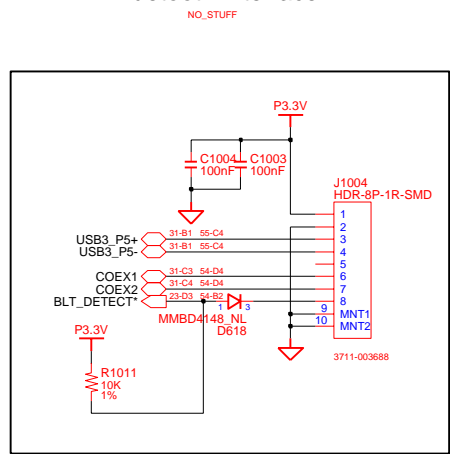 NO_STUFF
P3.3V
C1004
100nF
C1003
100nF
J1004
HDR-8P-1R-SMD
1
2
USB3_P5+ 31-B1 55-C4 3
USB3_P5- 31-B1 55-C4 4
5
COEX1 31-C3 54-D4 6
COEX2 31-C4 54-D4 7
BLT_DETECT* 23-D3 54-B2 1 3 8
MMBD4148_NL
D618
9 MNT1
10 MNT2
P3.3V
3711-003688
R1011
10K
1%